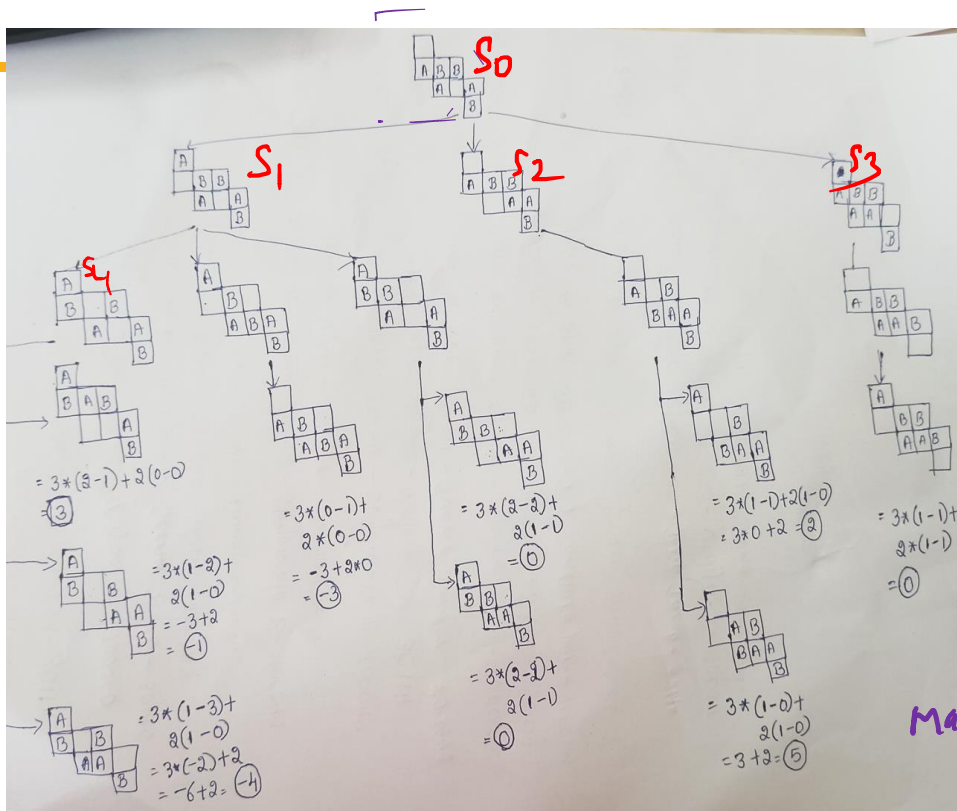 A B B S0
A A
B
A S1
B B
A A
B
S2
A B B
A A
B
S3
A B B
A A
B
A S4
B B
A A
B
A
B
A B A
B
A
B B
A A
B
A B
B A A
B
A B B
A A B
A
B A B
A
B
= 3*(2-1)+2(0-0)
= 3
A B
A B A
B
= 3*(0-1)+
2*(0-0)
= -3+2*0
= -3
A
B B
A A
B
= 3*(2-2)+
2(1-1)
= 0
A
B
B A A
B
= 3*(1-1)+2(1-0)
= 3*0+2 = 2
A
B B
A A B
= 3*(1-1)+
2*(1-1)
= 0
A
B B
A A
B
= 3*(1-2)+
2(1-0)
= -3+2
= -1
A
B B
A A
B
= 3*(2-2)+
2(1-1)
= 0
A B
B A A
B
= 3*(1-0)+
2(1-0)
= 3+2 = 5
A
B B
A A
B
= 3*(1-3)+
2(1-0)
= 3*(-2)+2
= -6+2 = -4
Ma